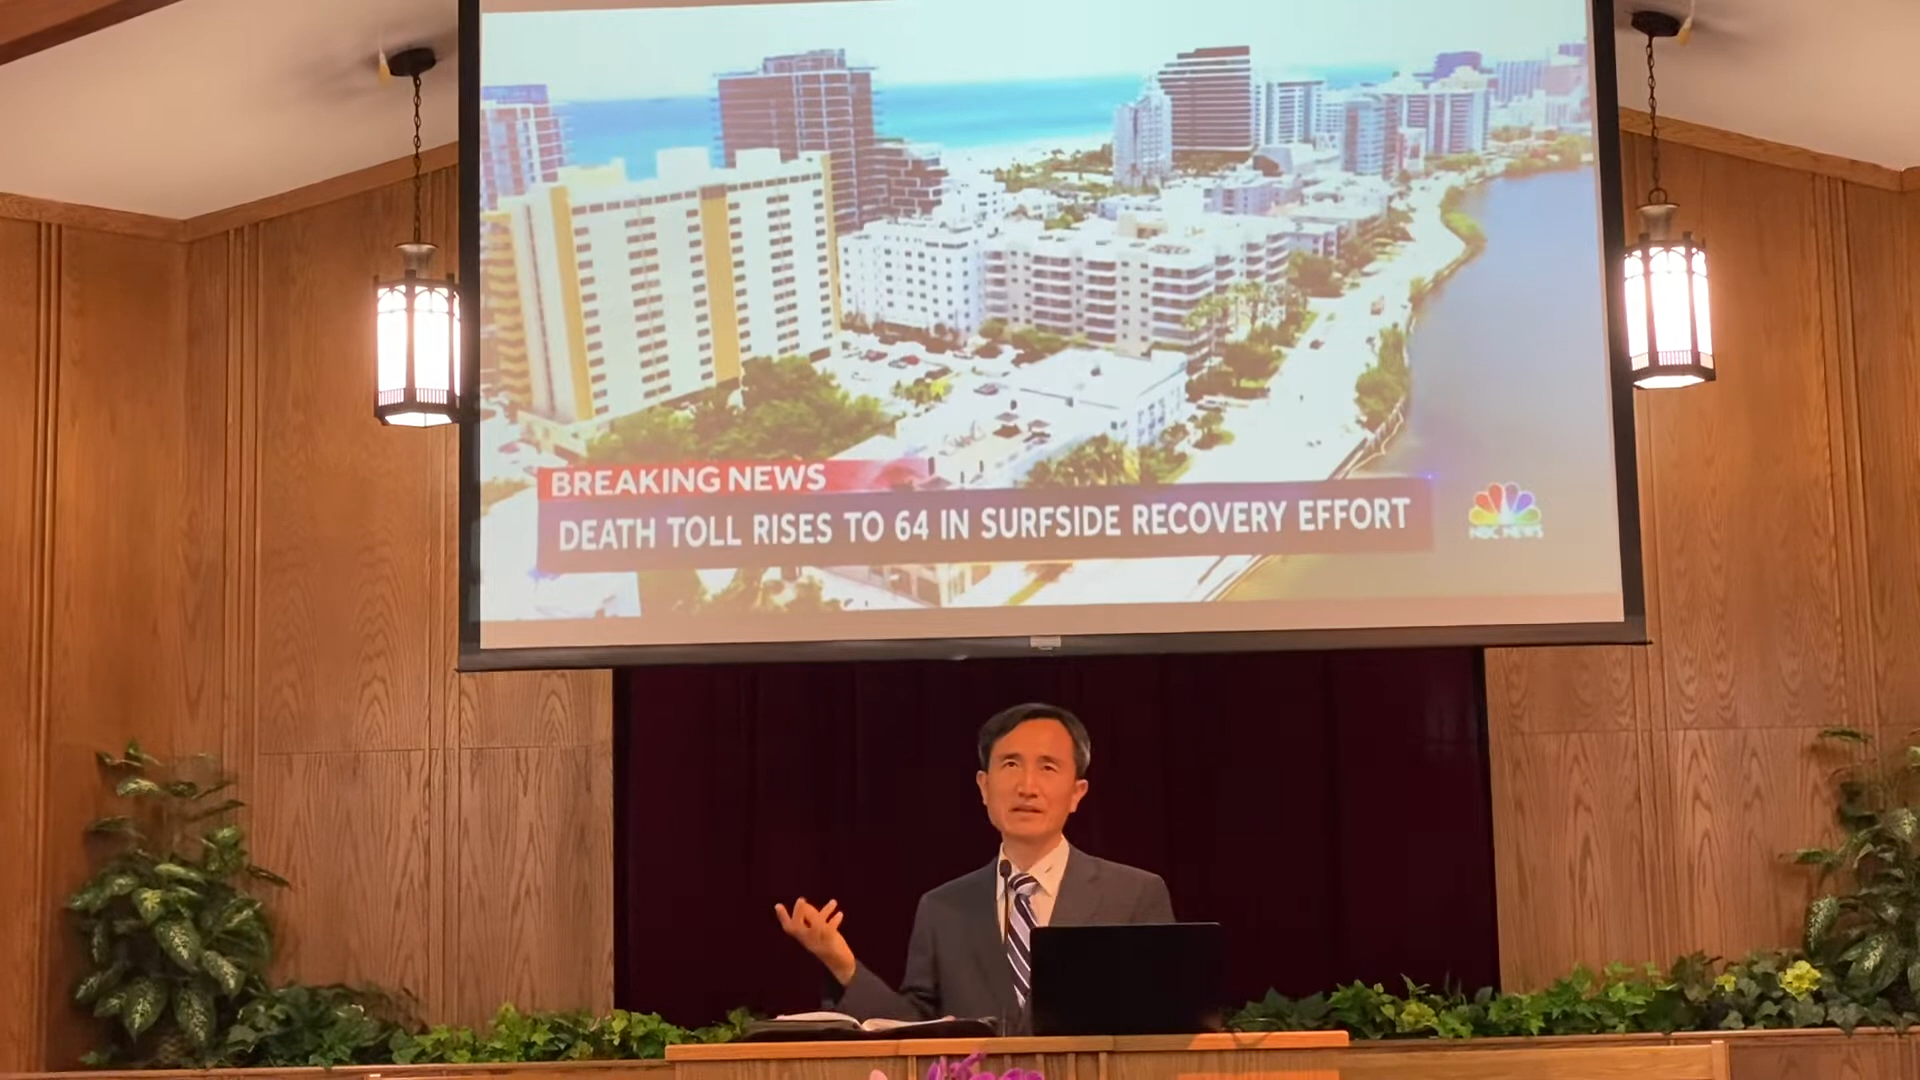 BREAKING NEWS
DEATH TOLL RISES TO 64 IN SURFSIDE RECOVERY EFFORT
NBC NEWS